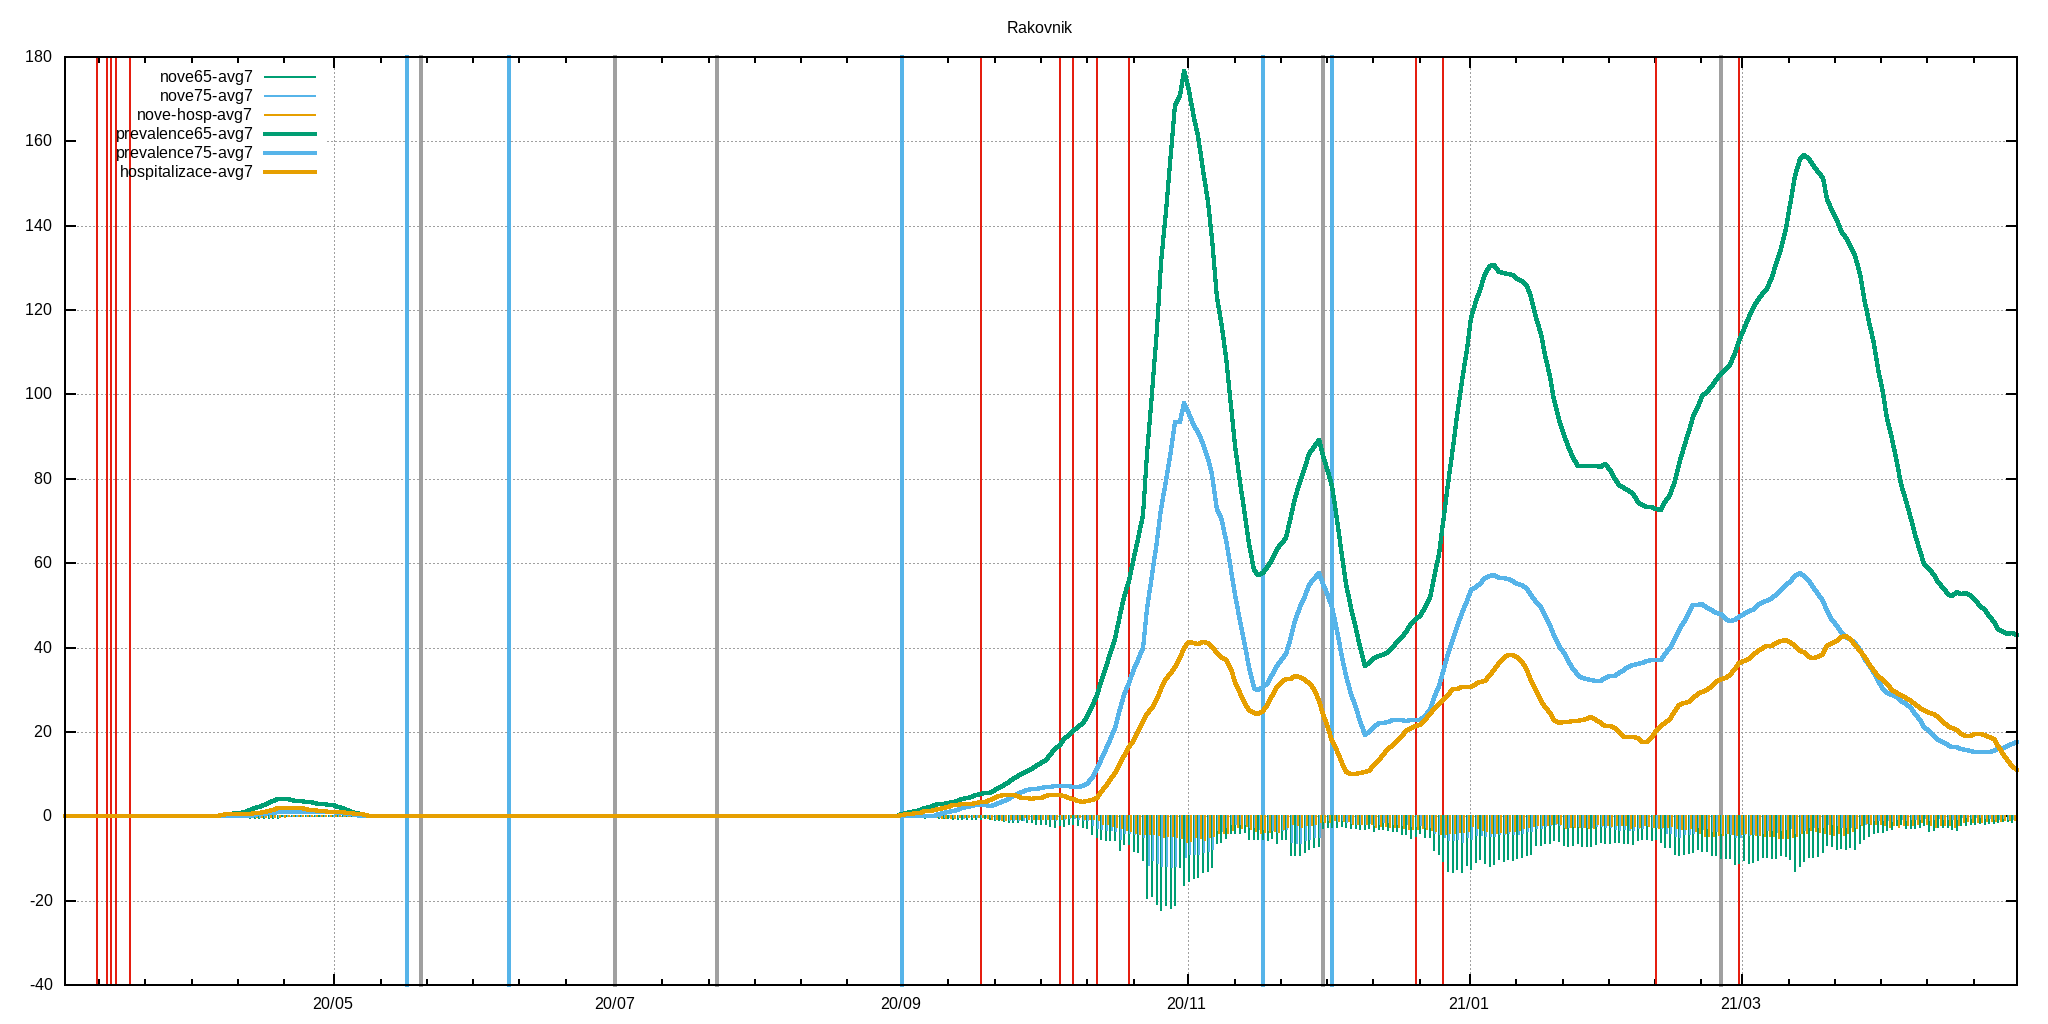 Rakovnik
180
160
140
120
100
80
60
40
20
0
-20
-40
nove65-avg7
nove75-avg7
nove-hosp-avg7
prevalence65-avg7
prevalence75-avg7
hospitalizace-avg7
20/05
20/07
20/09
20/11
21/01
21/03